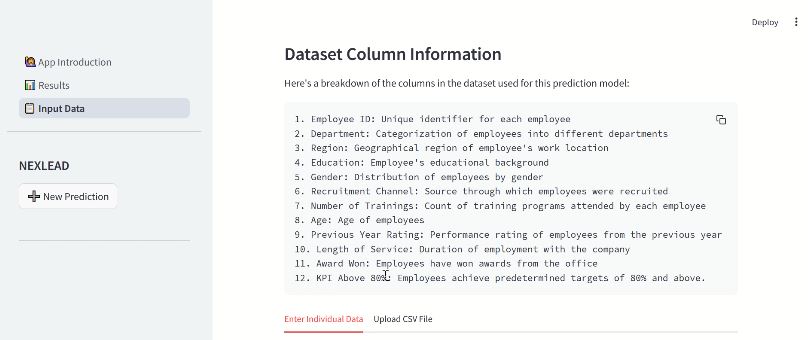 Deploy
App Introduction
Results
Input Data
NEXLEAD
New Prediction
Dataset Column Information
Here's a breakdown of the columns in the dataset used for this prediction model:
1. Employee ID: Unique identifier for each employee
2. Department: Categorization of employees into different departments
3. Region: Geographical region of employee's work location
4. Education: Employee's educational background
5. Gender: Distribution of employees by gender
6. Recruitment Channel: Source through which employees were recruited
7. Number of Trainings: Count of training programs attended by each employee
8. Age: Age of employees
9. Previous Year Rating: Performance rating of employees from the previous year
10. Length of Service: Duration of employment with the company
11. Award Won: Employees have won awards from the office
12. KPI Above 80%: Employees achieve predetermined targets of 80% and above.
Enter Individual Data Upload CSV File